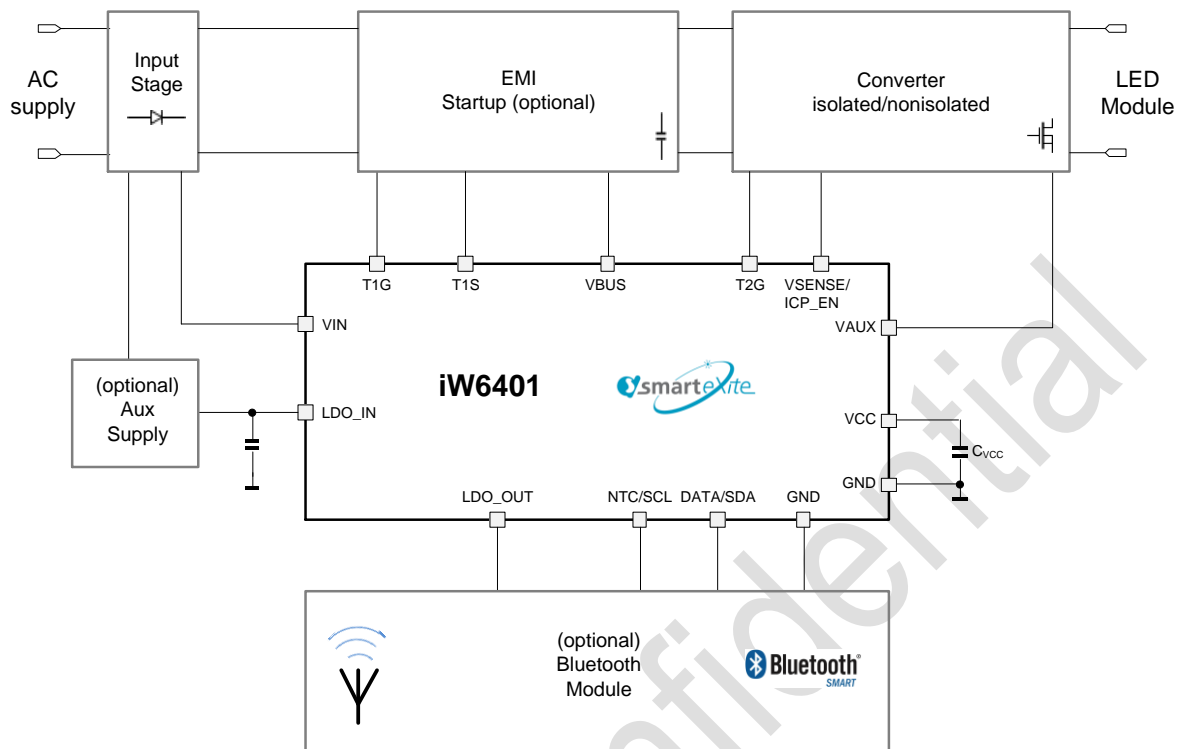 AC
supply
Input
Stage
EMI
Startup (optional)
Converter
isolated/nonisolated
LED
Module
T1G
T1S
VBUS
T2G
VSENSE/
ICP_EN
VIN
VAUX
iW6401
smarteXite
(optional)
Aux
Supply
LDO_IN
VCC
CVCC
GND
LDO_OUT
NTC/SCL
DATA/SDA
GND
(optional)
Bluetooth
Module
Bluetooth®
SMART
nfidential